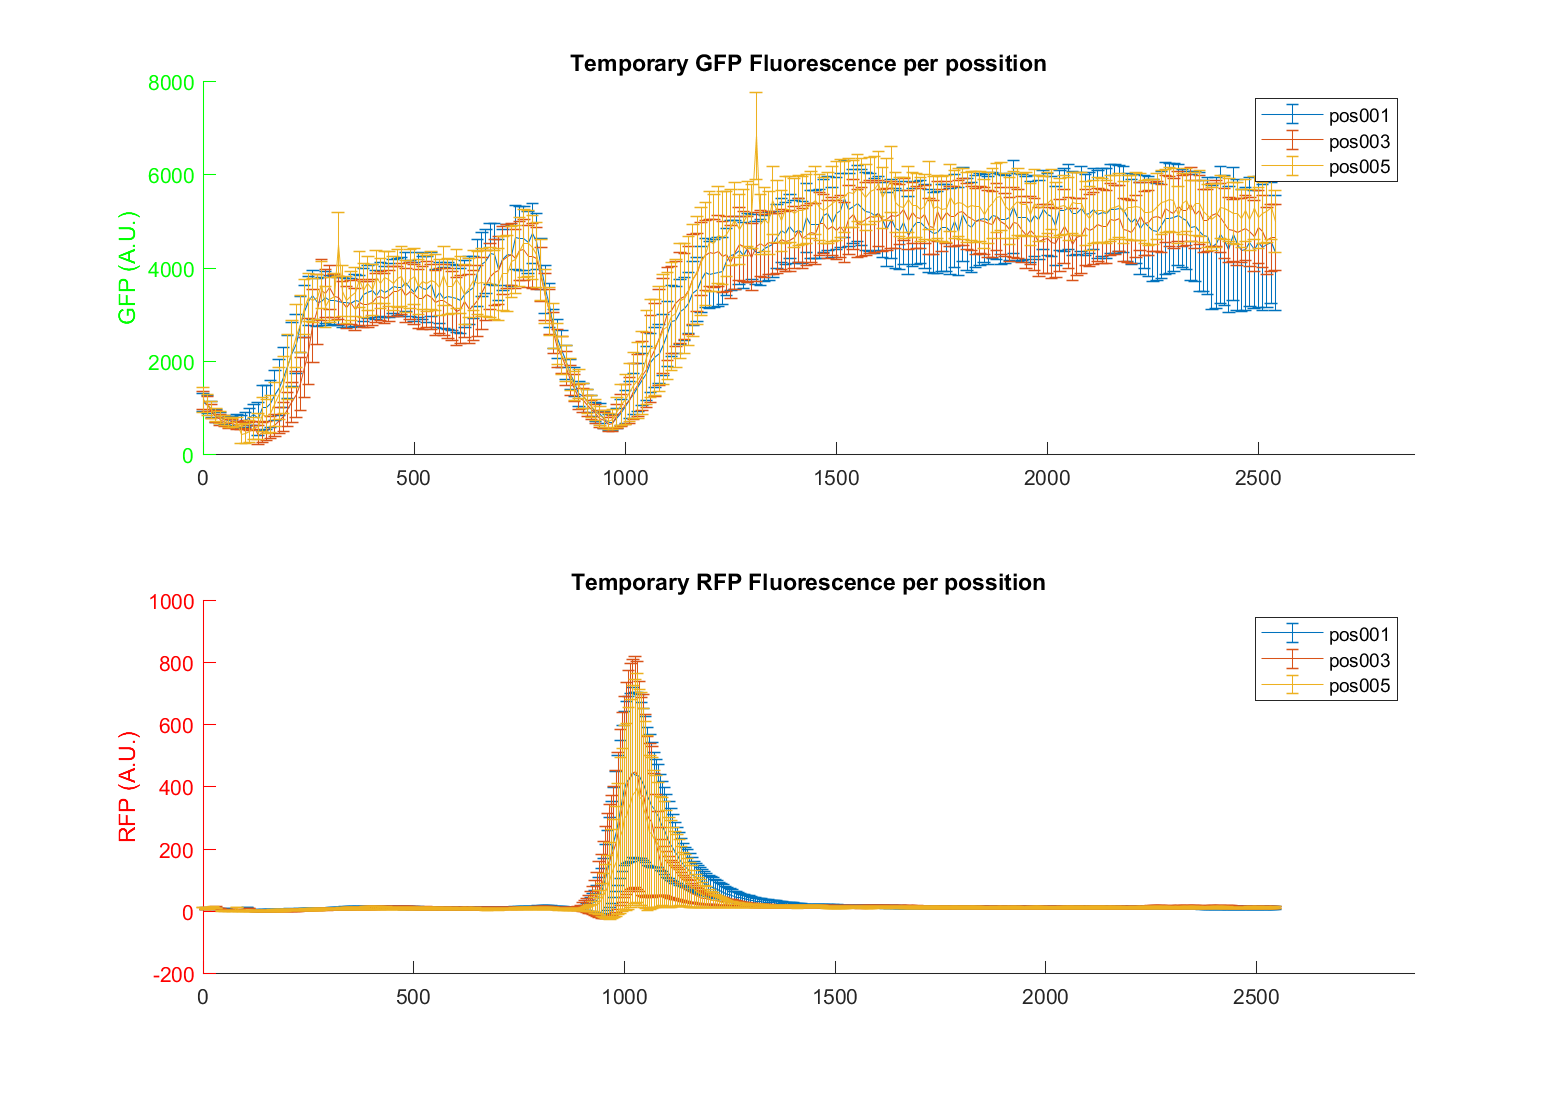 Temporary GFP Fluorescence per possition
GFP (A.U.)
8000
6000
4000
2000
0
0 500 1000 1500 2000 2500
pos001
pos003
pos005
Temporary RFP Fluorescence per possition
RFP (A.U.)
1000
800
600
400
200
0
-200
0 500 1000 1500 2000 2500
pos001
pos003
pos005